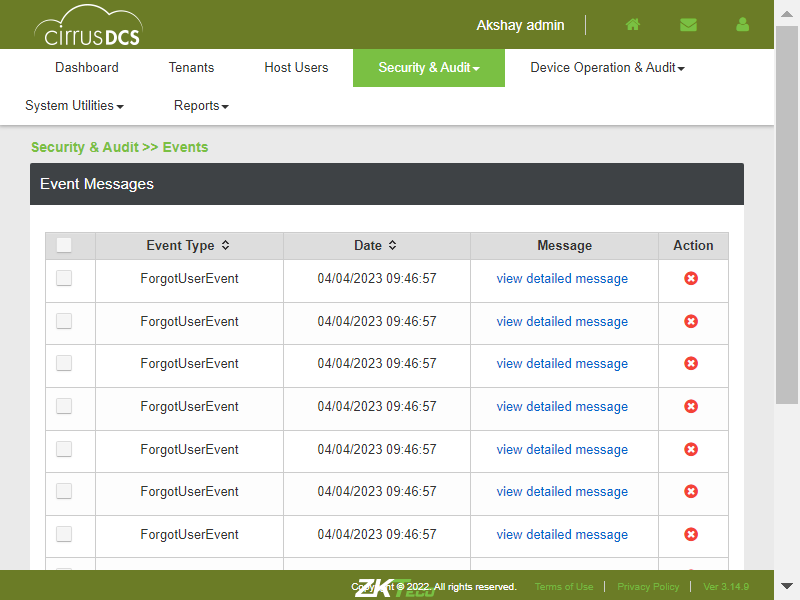 cirrusDCS
Akshay admin
Dashboard Tenants Host Users Security & Audit Device Operation & Audit
System Utilities Reports
Security & Audit >> Events
Event Messages
Event Type Date Message Action
ForgotUserEvent 04/04/2023 09:46:57 view detailed message
ForgotUserEvent 04/04/2023 09:46:57 view detailed message
ForgotUserEvent 04/04/2023 09:46:57 view detailed message
ForgotUserEvent 04/04/2023 09:46:57 view detailed message
ForgotUserEvent 04/04/2023 09:46:57 view detailed message
ForgotUserEvent 04/04/2023 09:46:57 view detailed message
ForgotUserEvent 04/04/2023 09:46:57 view detailed message
ZKTeco Copyright © 2022. All rights reserved. Terms of Use Privacy Policy Ver 3.14.9